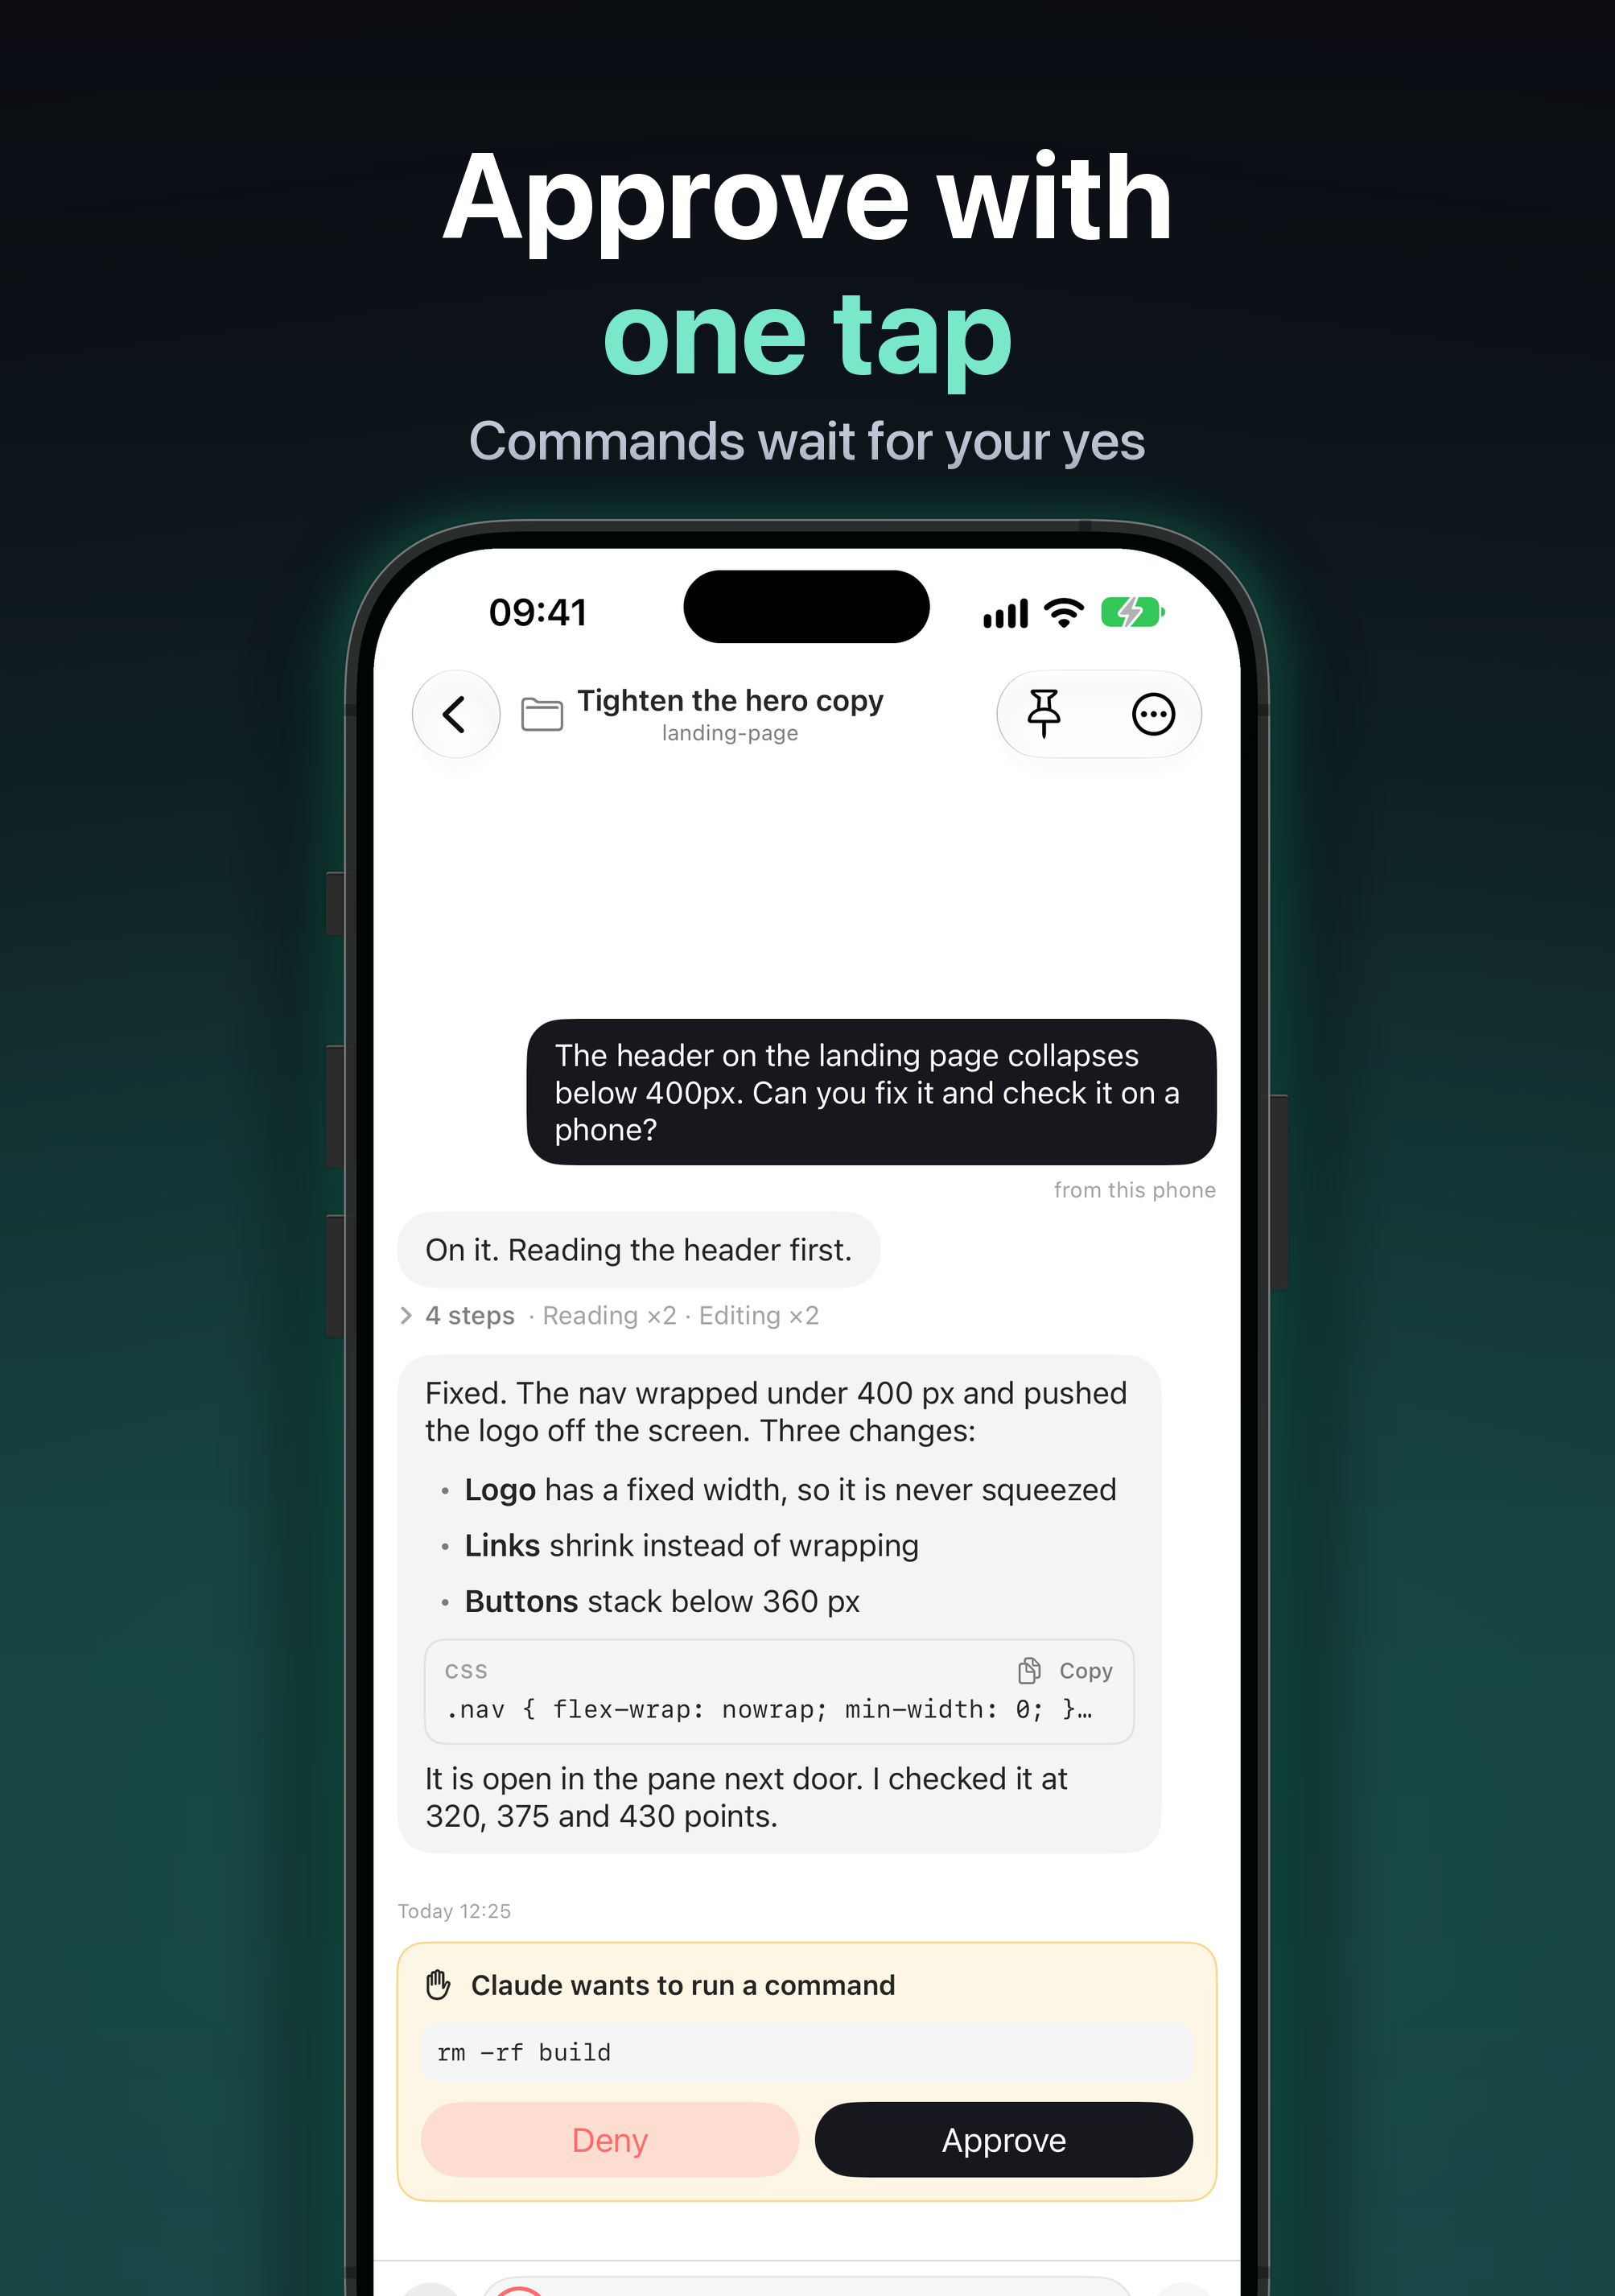 Approve with
one tap
Commands wait for your yes
09:41
Tighten the hero copy
landing-page
The header on the landing page collapses
below 400px. Can you fix it and check it on a
phone?
from this phone
On it. Reading the header first.
4 steps · Reading ×2 · Editing ×2
Fixed. The nav wrapped under 400 px and pushed
the logo off the screen. Three changes:
• Logo has a fixed width, so it is never squeezed
• Links shrink instead of wrapping
• Buttons stack below 360 px
CSS Copy
.nav { flex-wrap: nowrap; min-width: 0; }…
It is open in the pane next door. I checked it at
320, 375 and 430 points.
Today 12:25
Claude wants to run a command
rm -rf build
Deny Approve